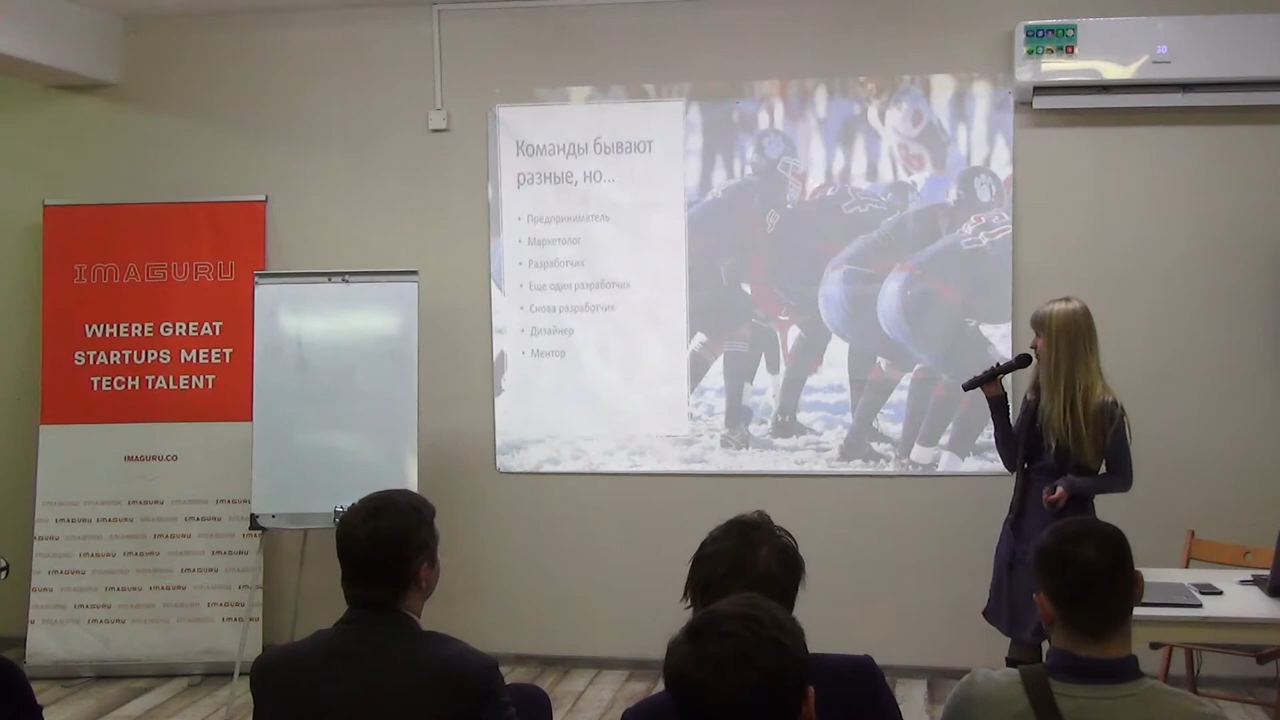 IMAGURU
WHERE GREAT
STARTUPS MEET
TECH TALENT
IMAGURU.CO
Команды бывают
разные, но...
• Предприниматель
• Маркетолог
• Разработчик
• Еще один разработчик
• Снова разработчик
• Дизайнер
• Ментор
30